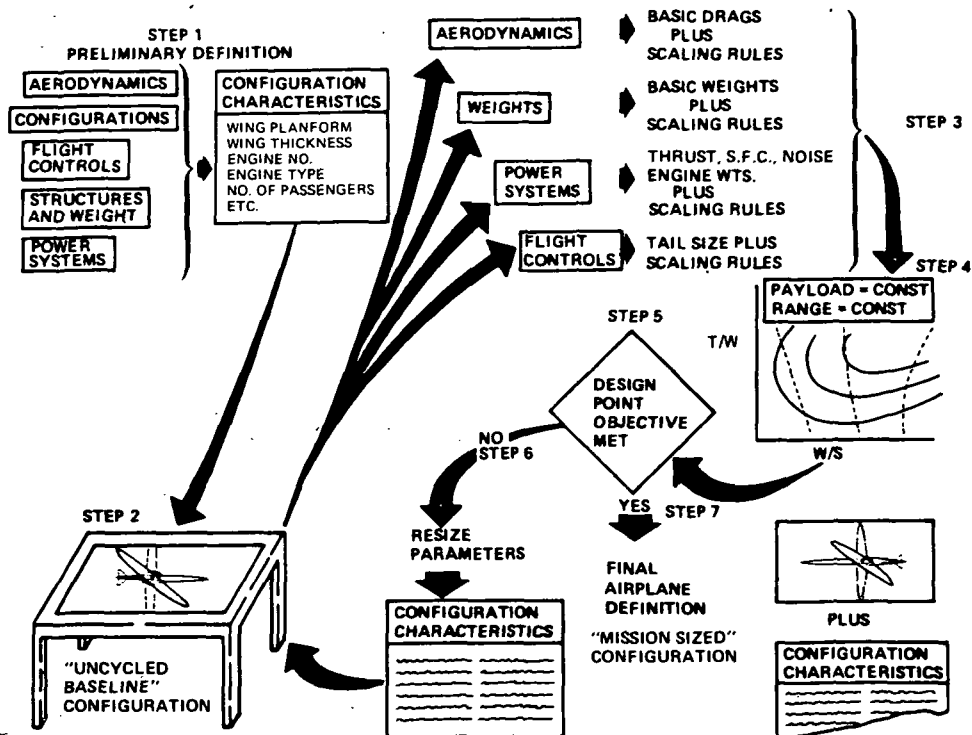 STEP 1
PRELIMINARY DEFINITION
AERODYNAMICS
CONFIGURATIONS
FLIGHT
CONTROLS
STRUCTURES
AND WEIGHT
POWER
SYSTEMS
CONFIGURATION
CHARACTERISTICS
WING PLANFORM
WING THICKNESS
ENGINE NO.
ENGINE TYPE
NO. OF PASSENGERS
ETC.
AERODYNAMICS
BASIC DRAGS
PLUS
SCALING RULES
WEIGHTS
BASIC WEIGHTS
PLUS
SCALING RULES
POWER
SYSTEMS
THRUST, S.F.C., NOISE
ENGINE WTS.
PLUS
SCALING RULES
FLIGHT
CONTROLS
TAIL SIZE PLUS
SCALING RULES
STEP 3
STEP 4
PAYLOAD = CONST
RANGE = CONST
T/W
W/S
STEP 5
DESIGN
POINT
OBJECTIVE
MET
NO
STEP 6
YES
STEP 7
RESIZE
PARAMETERS
CONFIGURATION
CHARACTERISTICS
STEP 2
"UNCYCLED
BASELINE"
CONFIGURATION
FINAL
AIRPLANE
DEFINITION
"MISSION SIZED"
CONFIGURATION
PLUS
CONFIGURATION
CHARACTERISTICS